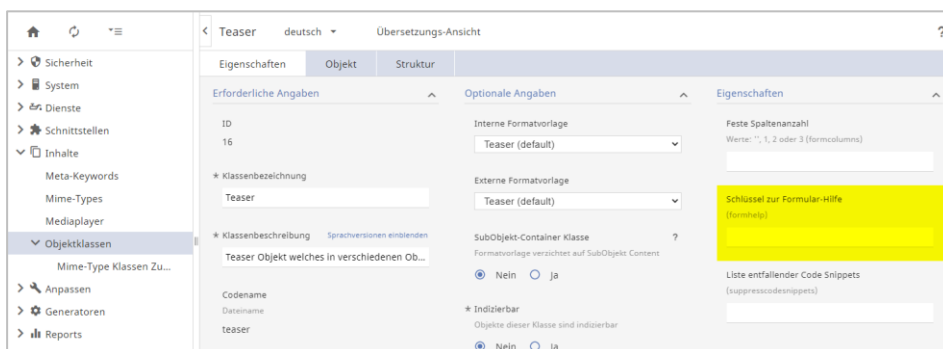 Teaser deutsch Übersetzungs-Ansicht ?
Sicherheit
System
Dienste
Schnittstellen
Inhalte
Meta-Keywords
Mime-Types
Mediaplayer
Objektklassen
Mime-Type Klassen Zu...
Anpassen
Generatoren
Reports
Eigenschaften Objekt Struktur
Erforderliche Angaben
ID
16
* Klassenbezeichnung
Teaser
* Klassenbeschreibung Sprachversionen einblenden
Teaser Objekt welches in verschiedenen Ob...
Codename
Dateiname
teaser
Optionale Angaben
Interne Formatvorlage
Teaser (default)
Externe Formatvorlage
Teaser (default)
SubObjekt-Container Klasse ?
Formatvorlage verzichtet auf SubObjekt Content
Nein Ja
* Indizierbar
Objekte dieser Klasse sind indizierbar
Nein Ja
Eigenschaften
Feste Spaltenanzahl
Werte: '', 1, 2 oder 3 (formcolumns)
Schlüssel zur Formular-Hilfe
(formhelp)
Liste entfallender Code Snippets
(suppresscodesnippets)